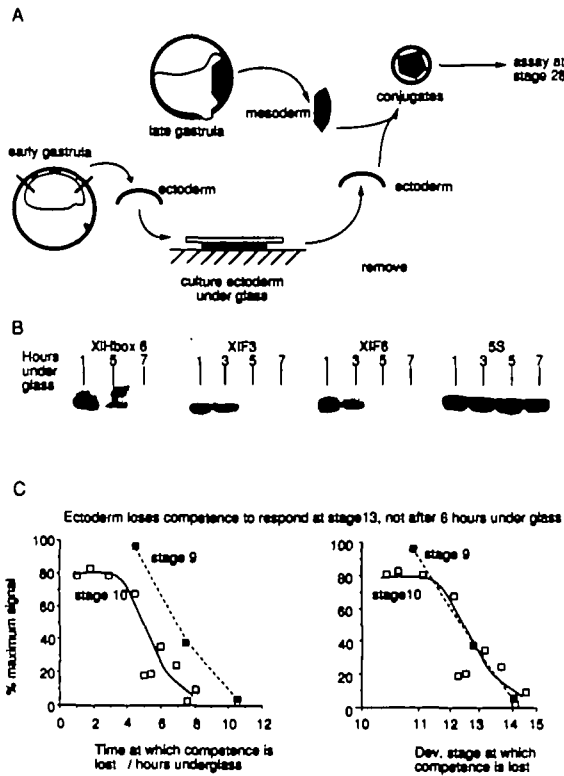 A
assay at
stage 28
conjugates
mesoderm
late gastrula
early gastrula
ectoderm
ectoderm
culture ectoderm
under glass
remove
B
XlHbox 6 XIF3 XIF6 5S
Hours
under
glass
1 5 7 1 3 5 7 1 3 5 7 1 3 5 7
C
Ectoderm loses competence to respond at stage13, not after 6 hours under glass
% maximum signal
100
80
60
40
20
0
0 2 4 6 8 10 12
stage 9
stage 10
Time at which competence is
lost / hours underglass
100
80
60
40
20
0
10 11 12 13 14 15
stage 9
stage10
Dev. stage at which
competence is lost